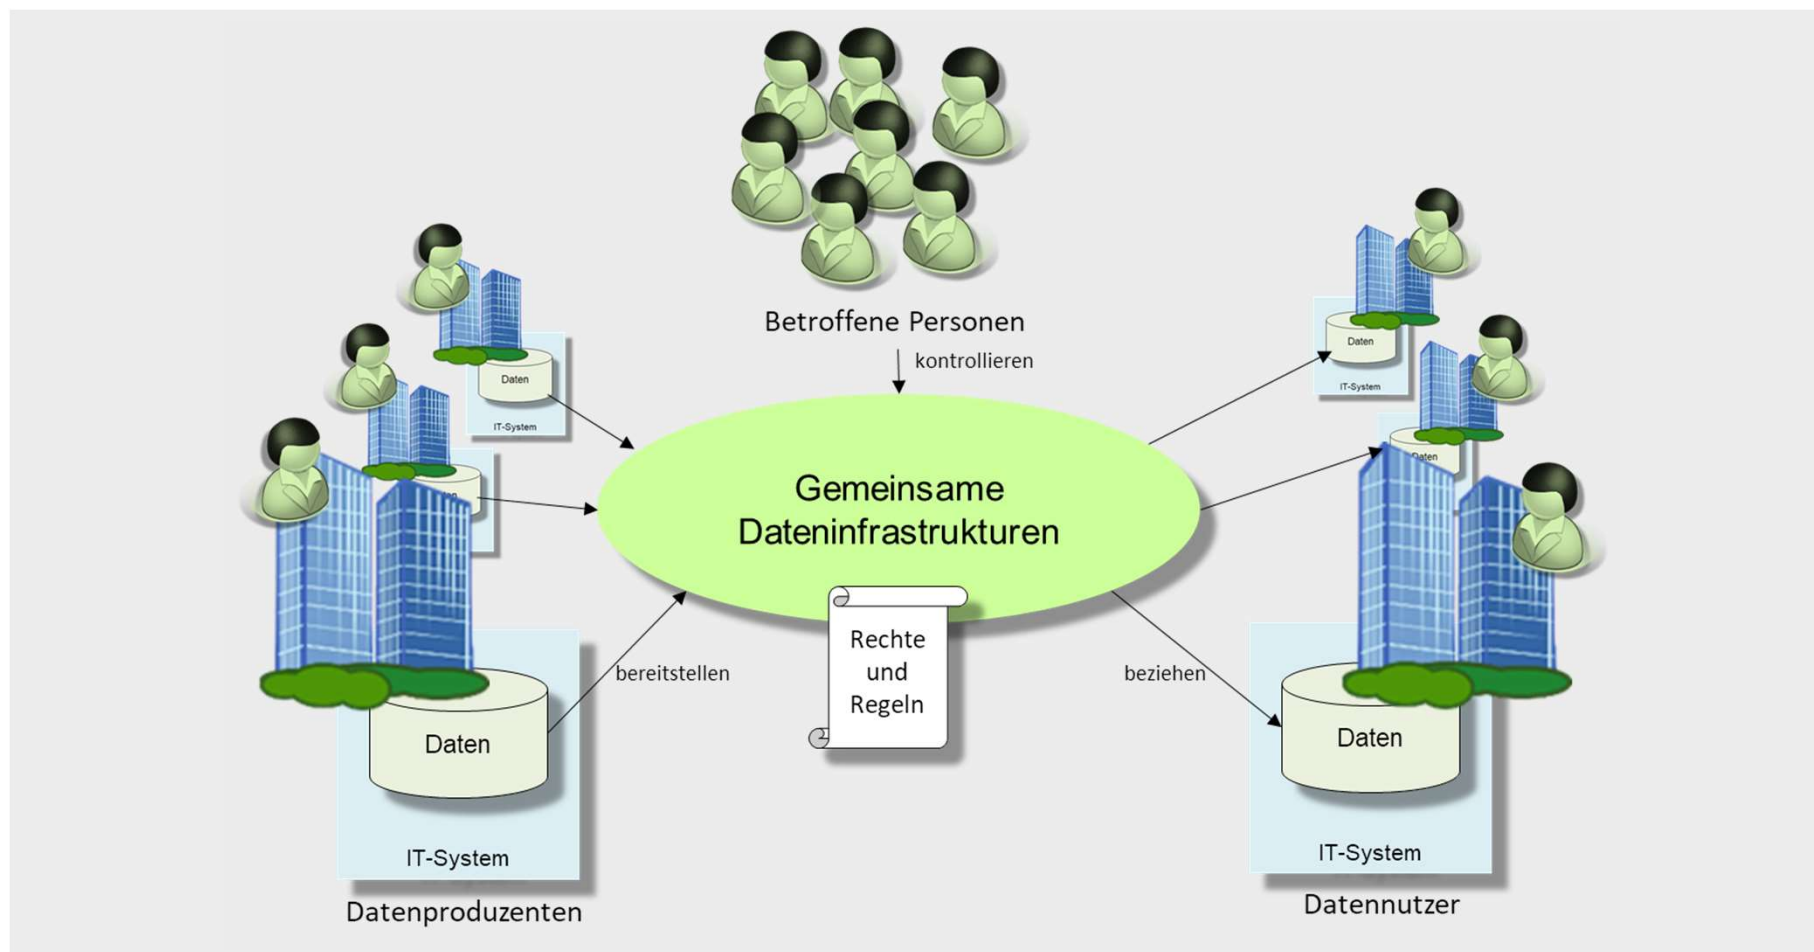 Betroffene Personen
kontrollieren
Daten
IT-System
Daten
IT-System
Daten
Gemeinsame
Dateninfrastrukturen
Rechte
und
Regeln
bereitstellen
beziehen
Daten
IT-System
Datenproduzenten
Daten
IT-System
Datennutzer